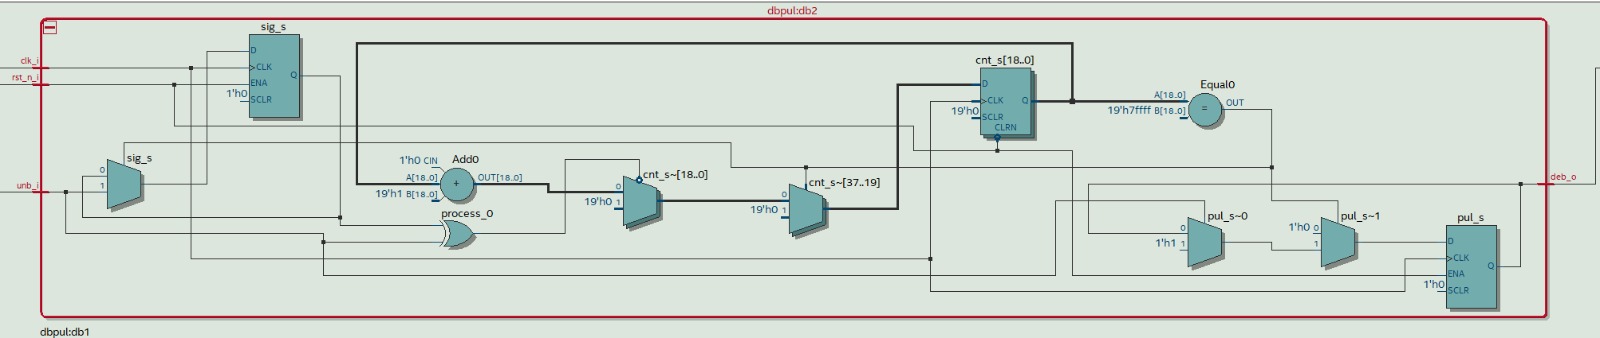 dbpul:db2
sig_s
D
CLK
ENA
SCLR
Q
1'h0
clk_i
rst_n_i
unb_i
sig_s
0
1
1'h0 CIN
A[18..0]
19'h1 B[18..0]
Add0
+
OUT[18..0]
process_0
cnt_s~[18..0]
0
19'h0 1
cnt_s~[37..19]
0
19'h0 1
cnt_s[18..0]
D
CLK
19'h0
SCLR
CLRN
Q
Equal0
A[18..0]
19'h7ffff B[18..0]
=
OUT
pul_s~0
0
1'h1 1
pul_s~1
1'h0 0
1
pul_s
D
CLK
ENA
1'h0
SCLR
Q
deb_o
dbpul:db1